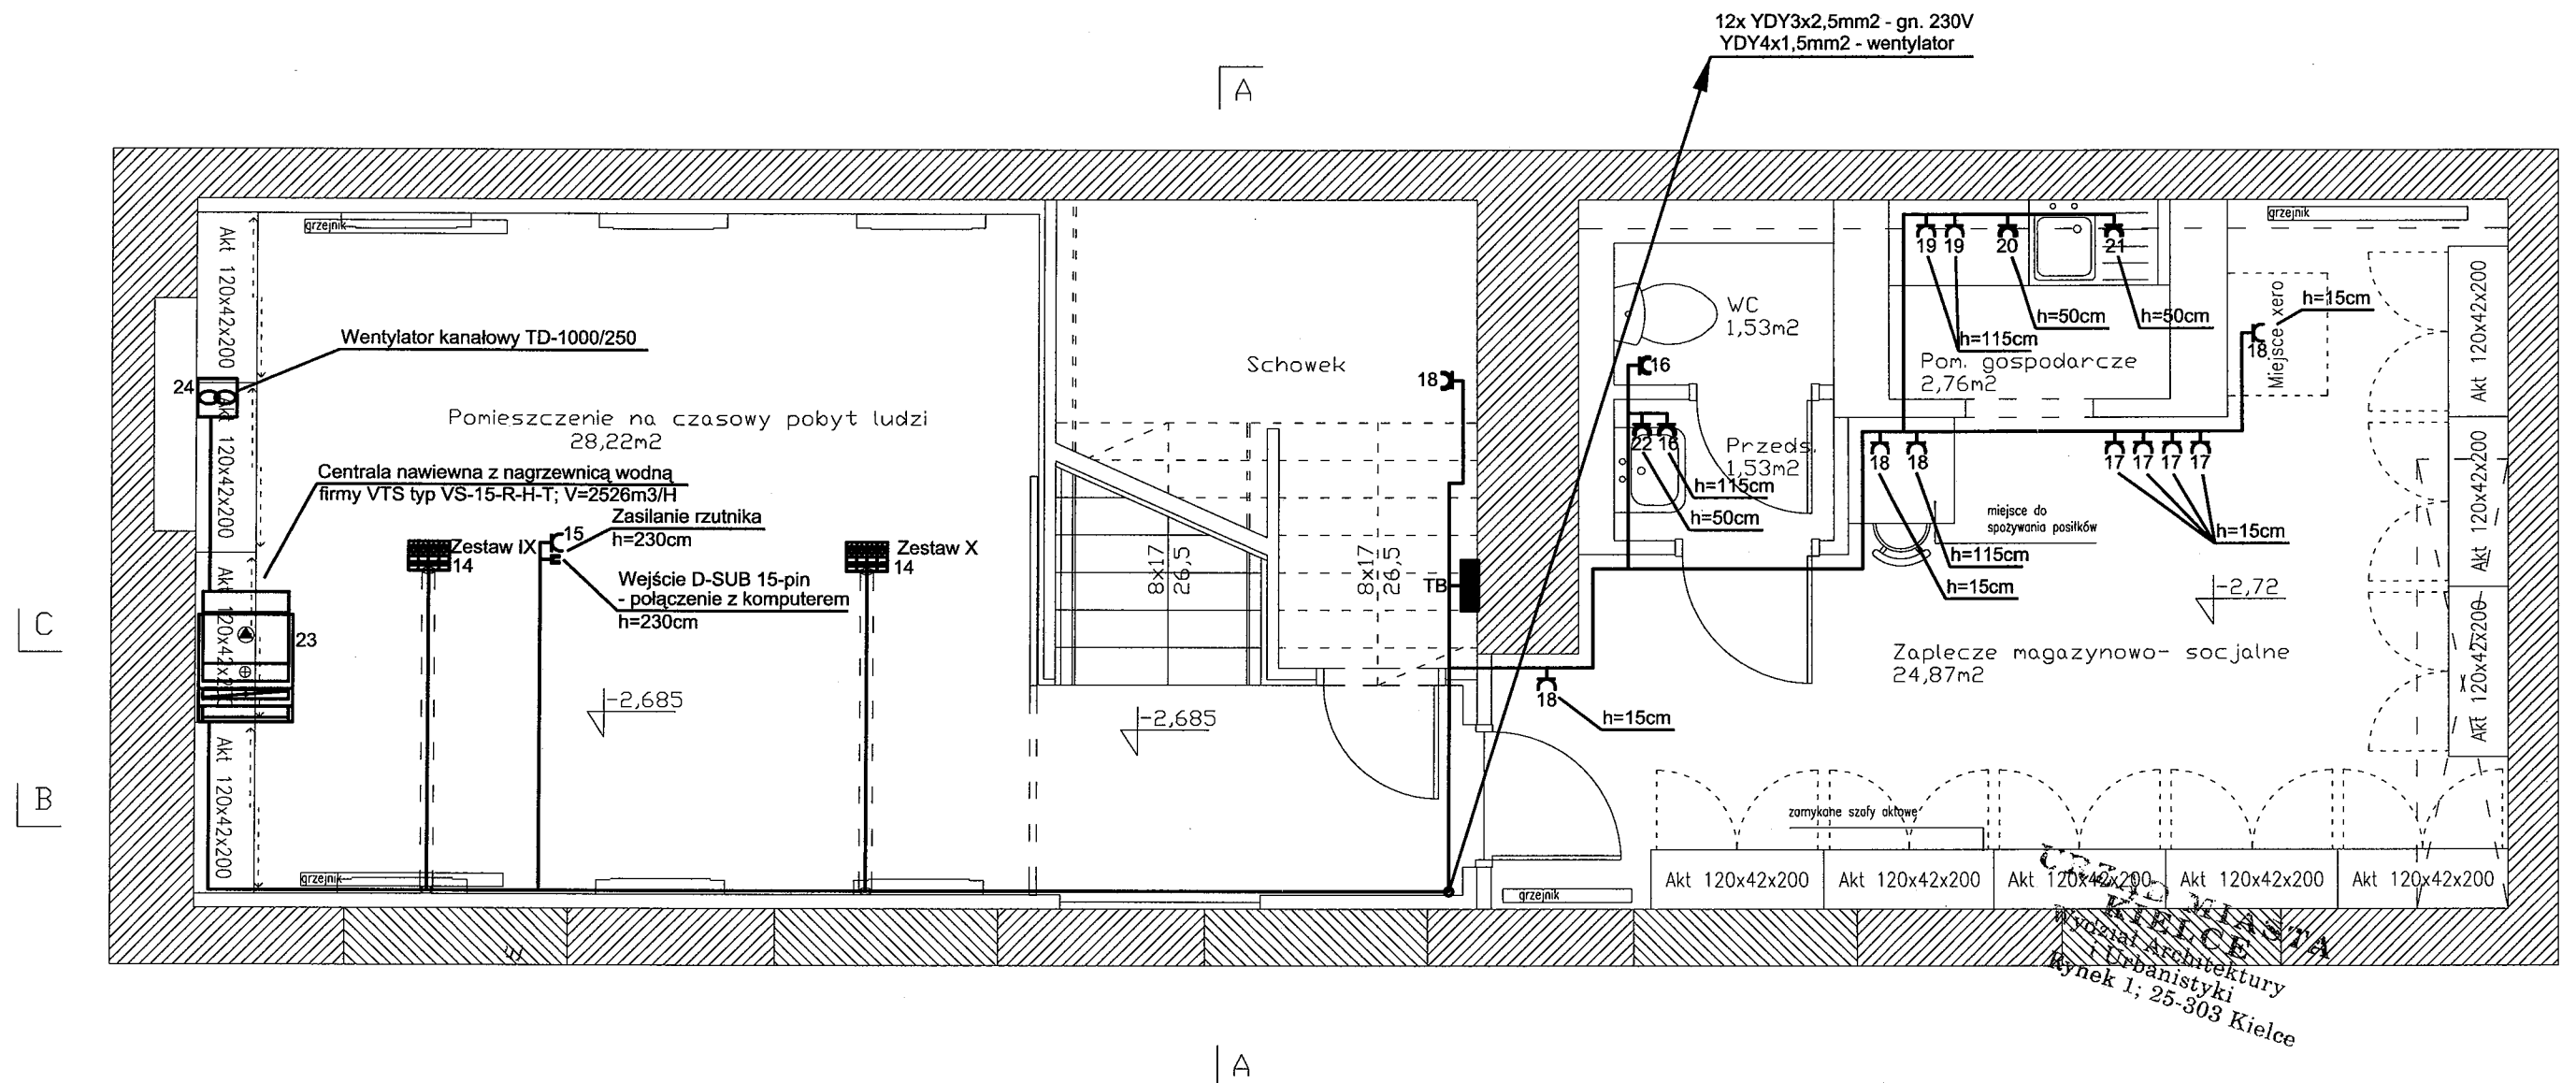 12x YDY3x2,5mm2 - gn. 230V
YDY4x1,5mm2 - wentylator
A
grzejnik
grzejnik
Akt 120x42x200
Akt 120x42x200
Akt 120x42x200
Akt 120x42x200
24
Wentylator kanałowy TD-1000/250
Pomieszczenie na czasowy pobyt ludzi
28,22m2
Centrala nawiewna z nagrzewnicą wodną
firmy VTS typ VS-15-R-H-T; V=2526m3/H
23
Zestaw IX
14
15
Zasilanie rzutnika
h=230cm
Wejście D-SUB 15-pin
- połączenie z komputerem
h=230cm
Zestaw X
14
-2,685
-2,685
Schowek
18
8x17
26,5
8x17
26,5
TB
WC
1,53m2
16
22 16
Przeds.
1,53m2
h=115cm
h=50cm
19 19 20 21
h=50cm
h=50cm
h=115cm
Pom. gospodarcze
2,76m2
18
h=15cm
Miejsce xero
18 18
17 17 17 17
miejsce do
spożywania posiłków
h=15cm
h=115cm
h=15cm
-2,72
Zaplecze magazynowo- socjalne
24,87m2
18
h=15cm
Akt 120x42x200
Akt 120x42x200
Akt 120x42x200
zamykane szafy aktowe
grzejnik
grzejnik
Akt 120x42x200
Akt 120x42x200
Akt 120x42x200
Akt 120x42x200
Akt 120x42x200
C
B
URZĄD MIASTA
KIELCE
Wydział Architektury
i Urbanistyki
Rynek 1; 25-303 Kielce
A